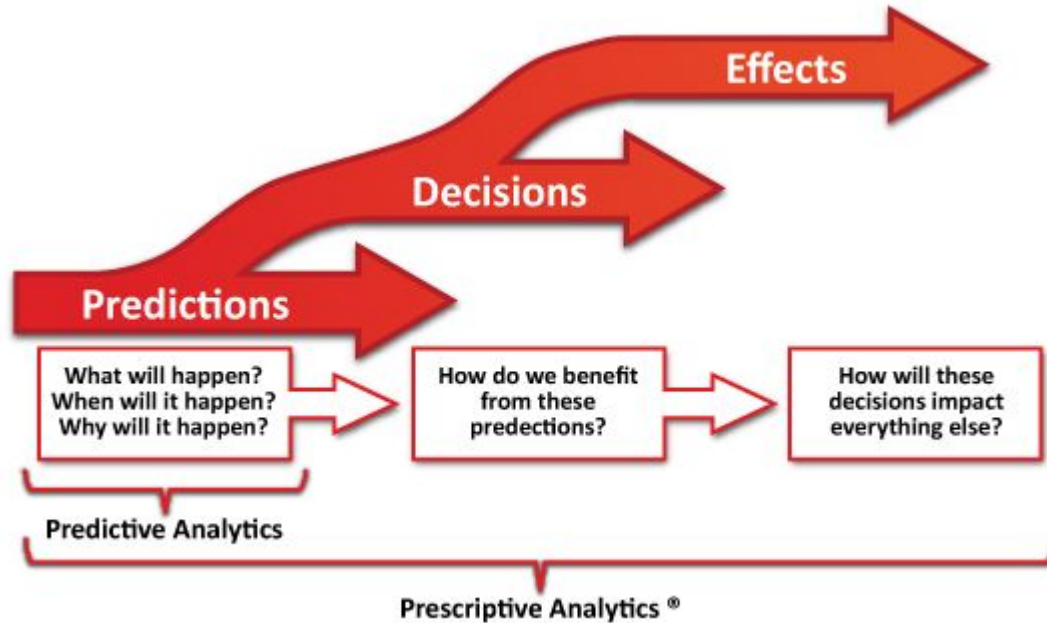 Effects
Decisions
Predictions
What will happen?
When will it happen?
Why will it happen?
How do we benefit
from these
predections?
How will these
decisions impact
everything else?
Predictive Analytics
Prescriptive Analytics ®